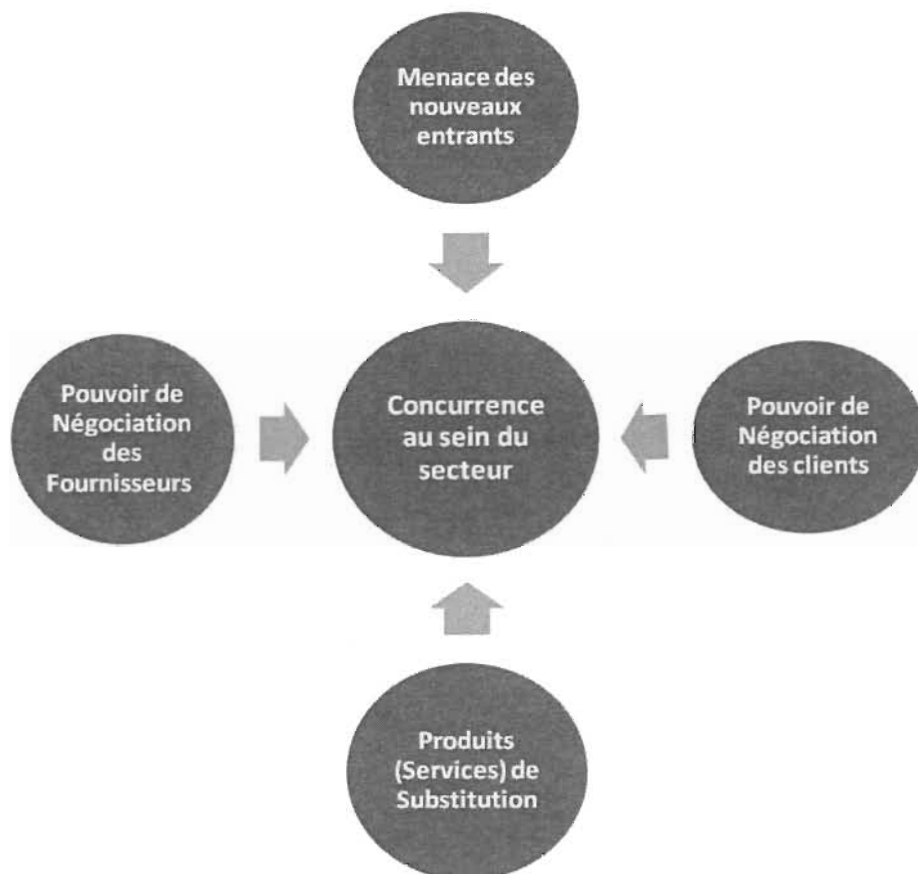 Menace des
nouveaux
entrants
Pouvoir de
Négociation
des
Fournisseurs
Concurrence
au sein du
secteur
Pouvoir de
Négociation
des clients
Produits
(Services) de
Substitution